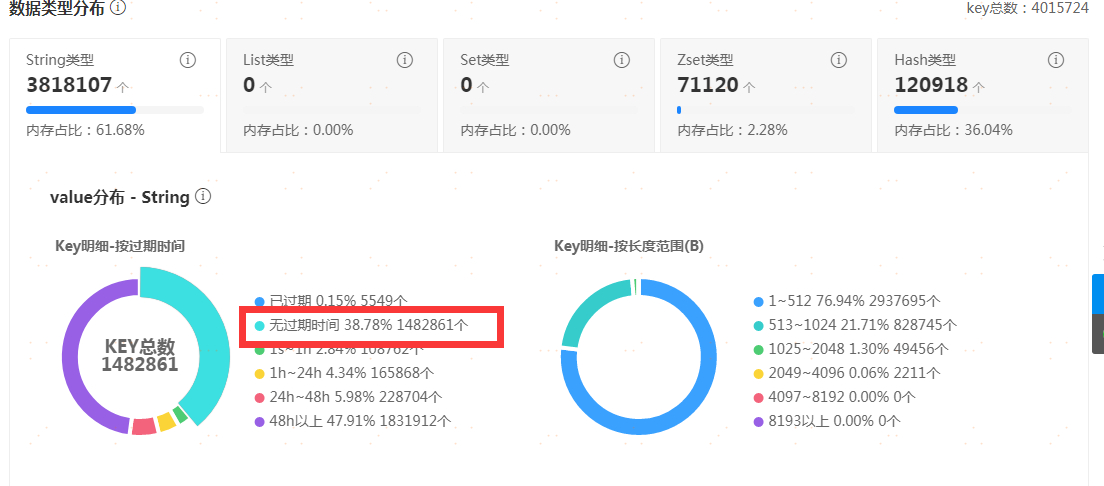 数据类型分布
key总数：4015724
String类型
3818107 个
内存占比：61.68%
List类型
0 个
内存占比：0.00%
Set类型
0 个
内存占比：0.00%
Zset类型
71120 个
内存占比：2.28%
Hash类型
120918 个
内存占比：36.04%
value分布 - String
Key明细-按过期时间
KEY总数
1482861
已过期 0.15% 5549个
无过期时间 38.78% 1482861个
1s~1h 2.84% 108762个
1h~24h 4.34% 165868个
24h~48h 5.98% 228704个
48h以上 47.91% 1831912个
Key明细-按长度范围(B)
1~512 76.94% 2937695个
513~1024 21.71% 828745个
1025~2048 1.30% 49456个
2049~4096 0.06% 2211个
4097~8192 0.00% 0个
8193以上 0.00% 0个